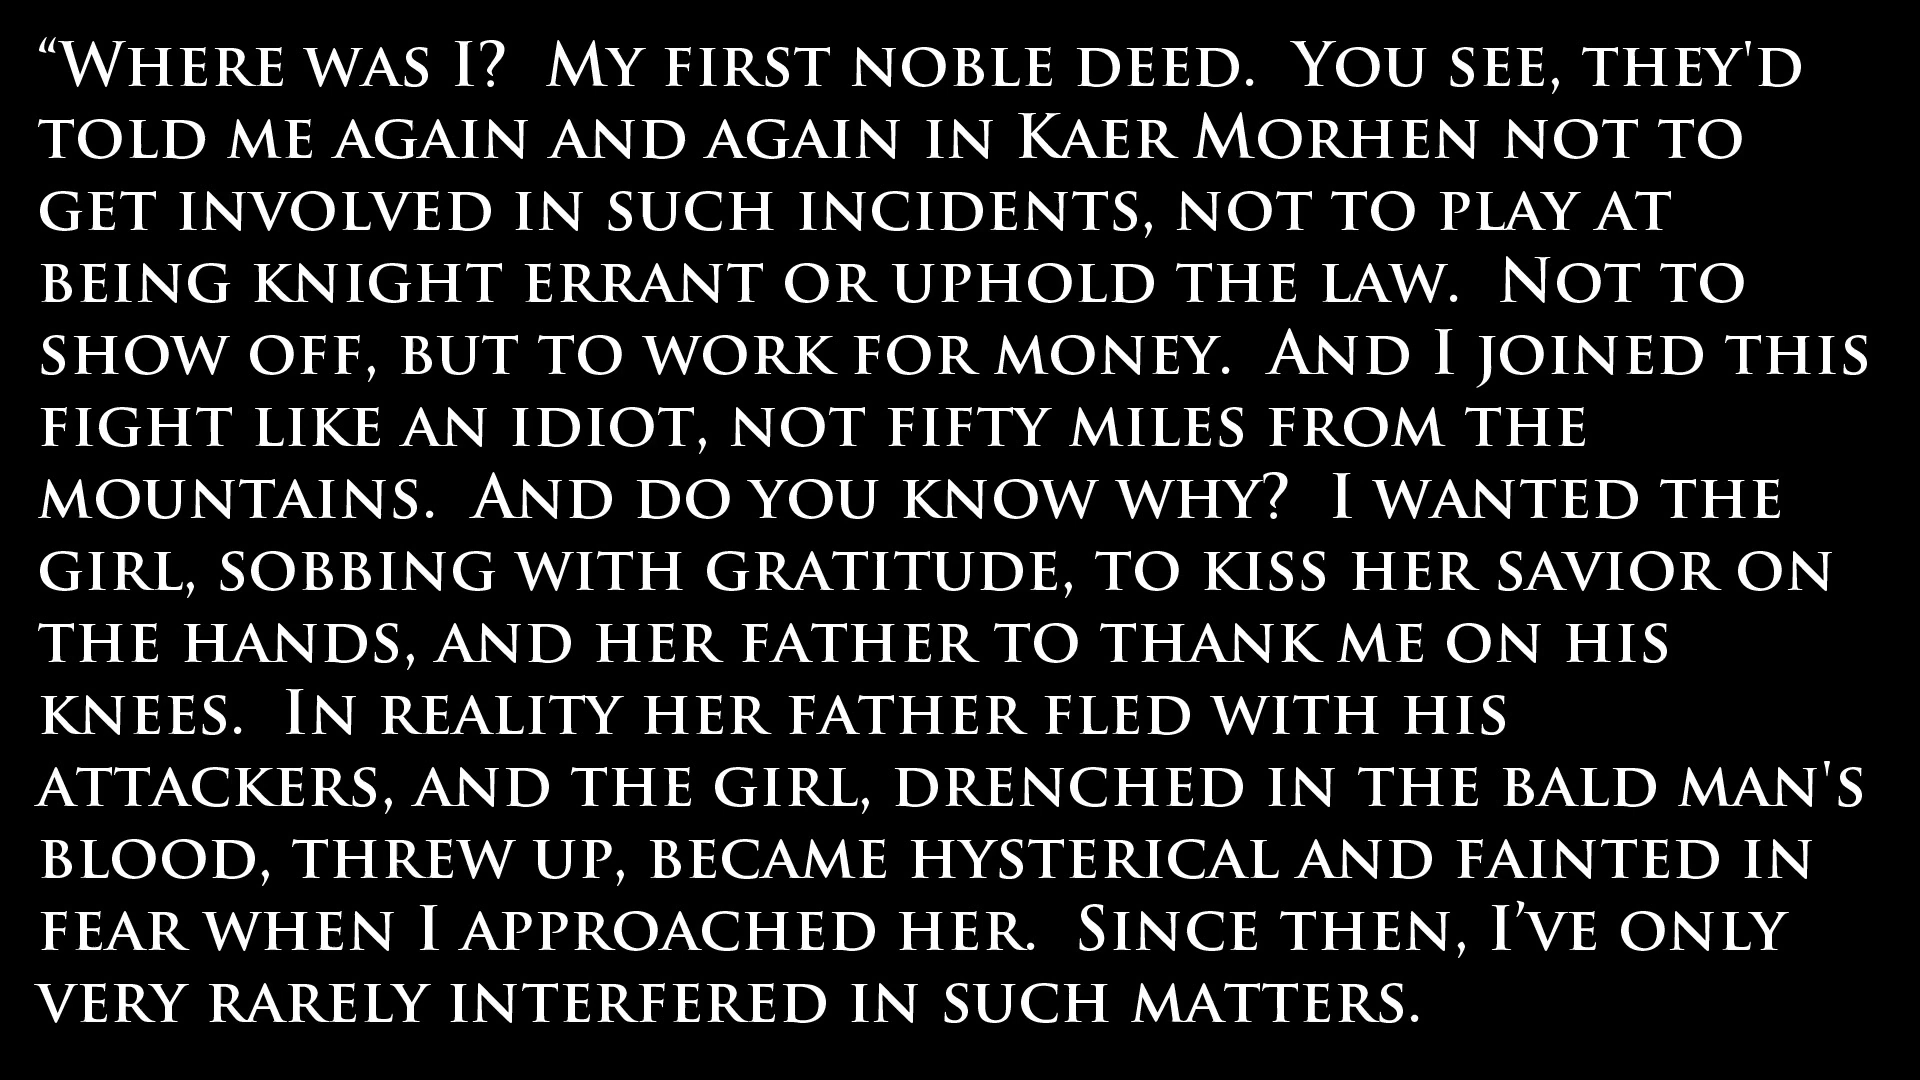 “Where was I?  My first noble deed.  You see, they'd
told me again and again in Kaer Morhen not to
get involved in such incidents, not to play at
being knight errant or uphold the law.  Not to
show off, but to work for money.  And I joined this
fight like an idiot, not fifty miles from the
mountains.  And do you know why?  I wanted the
girl, sobbing with gratitude, to kiss her savior on
the hands, and her father to thank me on his
knees.  In reality her father fled with his
attackers, and the girl, drenched in the bald man's
blood, threw up, became hysterical and fainted in
fear when I approached her.  Since then, I’ve only
very rarely interfered in such matters.